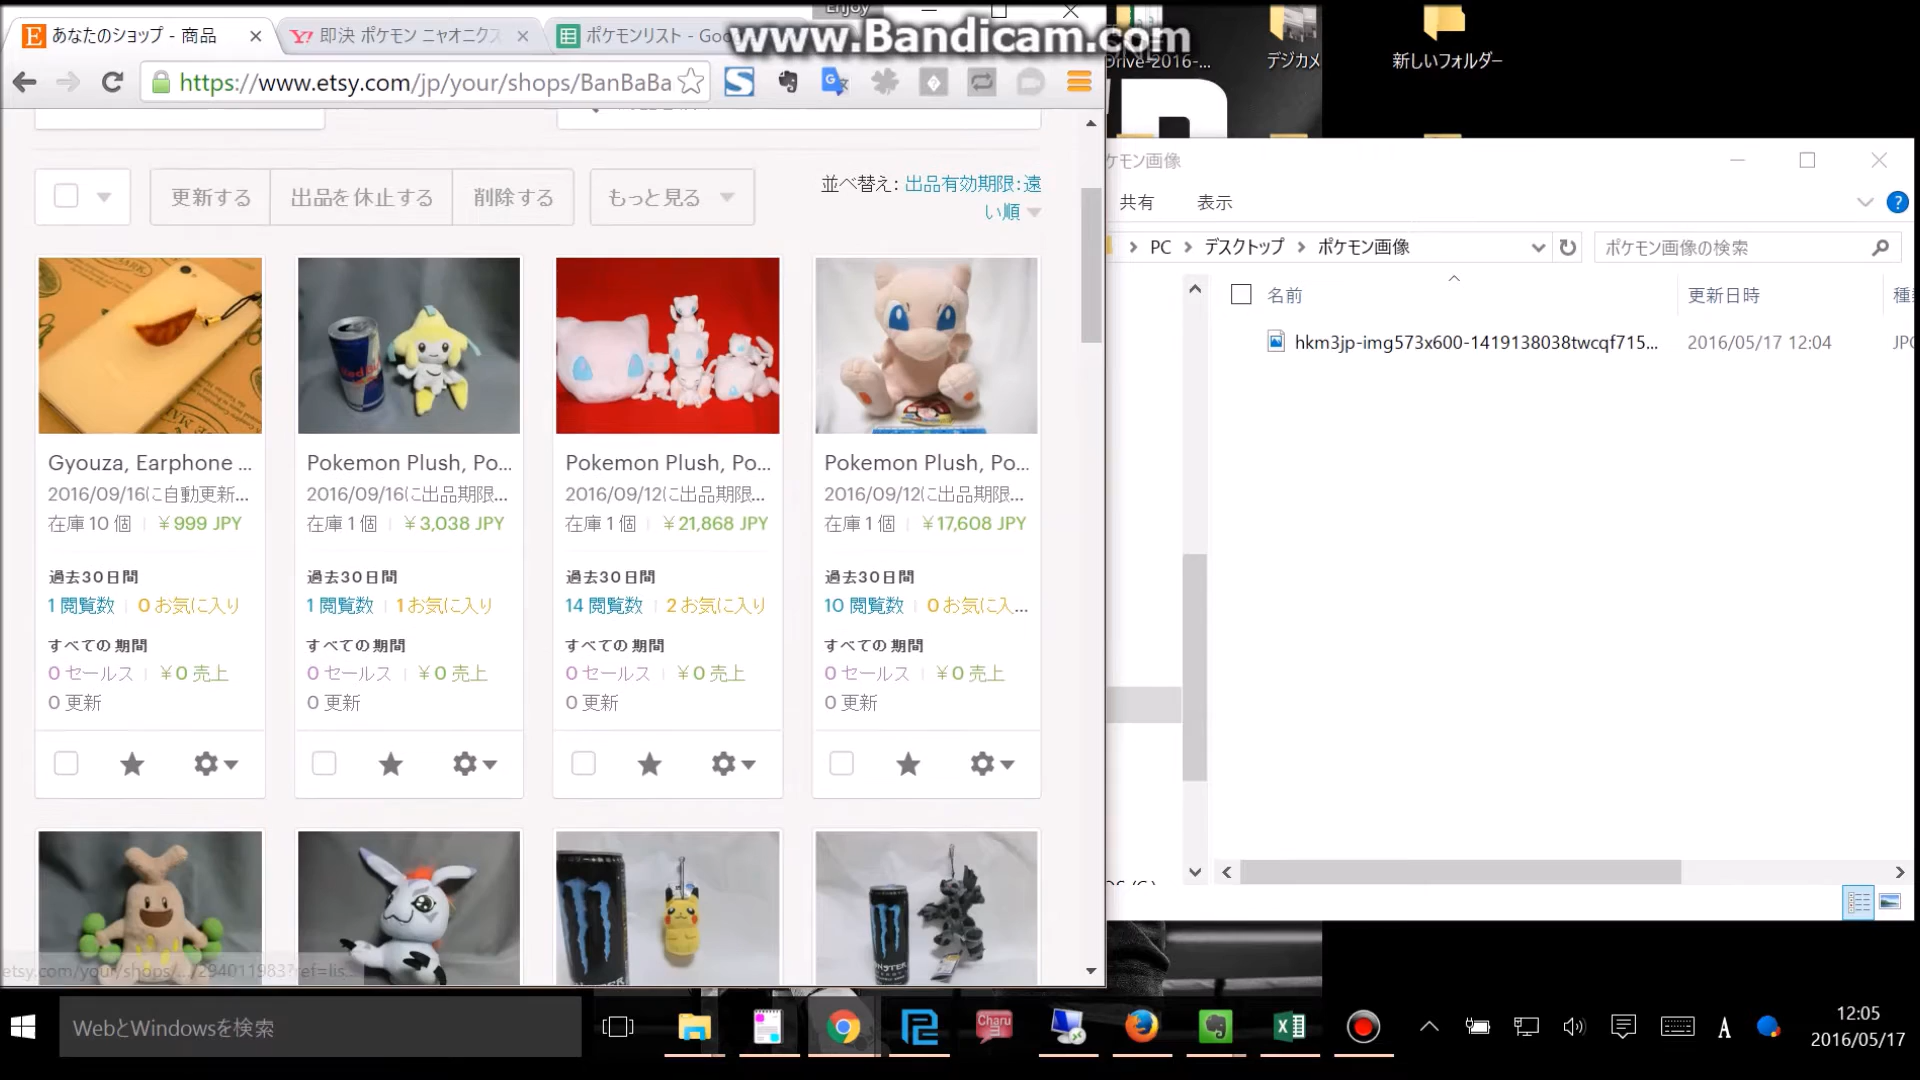 Enjoy
www.Bandicam.com
あなたのショップ - 商品
即決 ポケモン ニャオニクス
ポケモンリスト - Goo
https://www.etsy.com/jp/your/shops/BanBaBa
更新する
出品を休止する
削除する
もっと見る
並べ替え: 出品有効期限:遠
い順
Gyouza, Earphone ...
2016/09/16に自動更新...
在庫 10 個 | ¥999 JPY
過去30日間
1 閲覧数 | 0 お気に入り
すべての期間
0 セールス | ¥0 売上
0 更新
Pokemon Plush, Po...
2016/09/16に出品期限...
在庫 1 個 | ¥3,038 JPY
過去30日間
1 閲覧数 | 1 お気に入り
すべての期間
0 セールス | ¥0 売上
0 更新
Pokemon Plush, Po...
2016/09/12に出品期限...
在庫 1 個 | ¥21,868 JPY
過去30日間
14 閲覧数 | 2 お気に入り
すべての期間
0 セールス | ¥0 売上
0 更新
Pokemon Plush, Po...
2016/09/12に出品期限...
在庫 1 個 | ¥17,608 JPY
過去30日間
10 閲覧数 | 0 お気に入...
すべての期間
0 セールス | ¥0 売上
0 更新
etsy.com/your/shops/.../294011983?ref=lis...
Drive-2016-...
デジカメ
新しいフォルダー
ケモン画像
共有
表示
PC
デスクトップ
ポケモン画像
ポケモン画像の検索
名前
更新日時
hkm3jp-img573x600-1419138038twcqf715...
2016/05/17 12:04
WebとWindowsを検索
Charu
A
12:05
2016/05/17